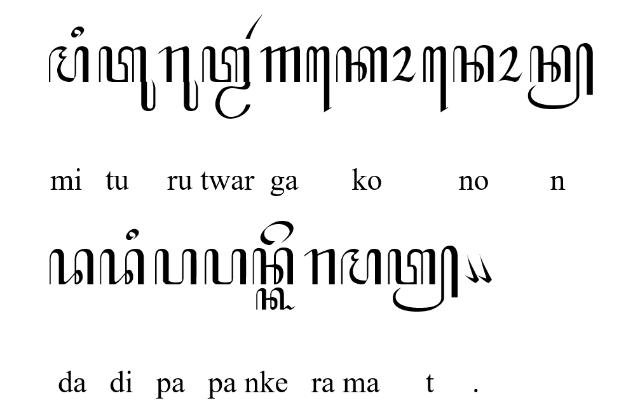 ꦩꦶꦠꦸꦫꦸꦠ꧀ꦮꦂꦒꦏꦺꦴꦤꦺꦴꦤ꧀
mi tu ru twar ga ko no n
ꦢꦢꦶꦥꦥꦤ꧀ꦏꦼꦫꦩꦠ꧀꧉
da di pa pa nke ra ma t .